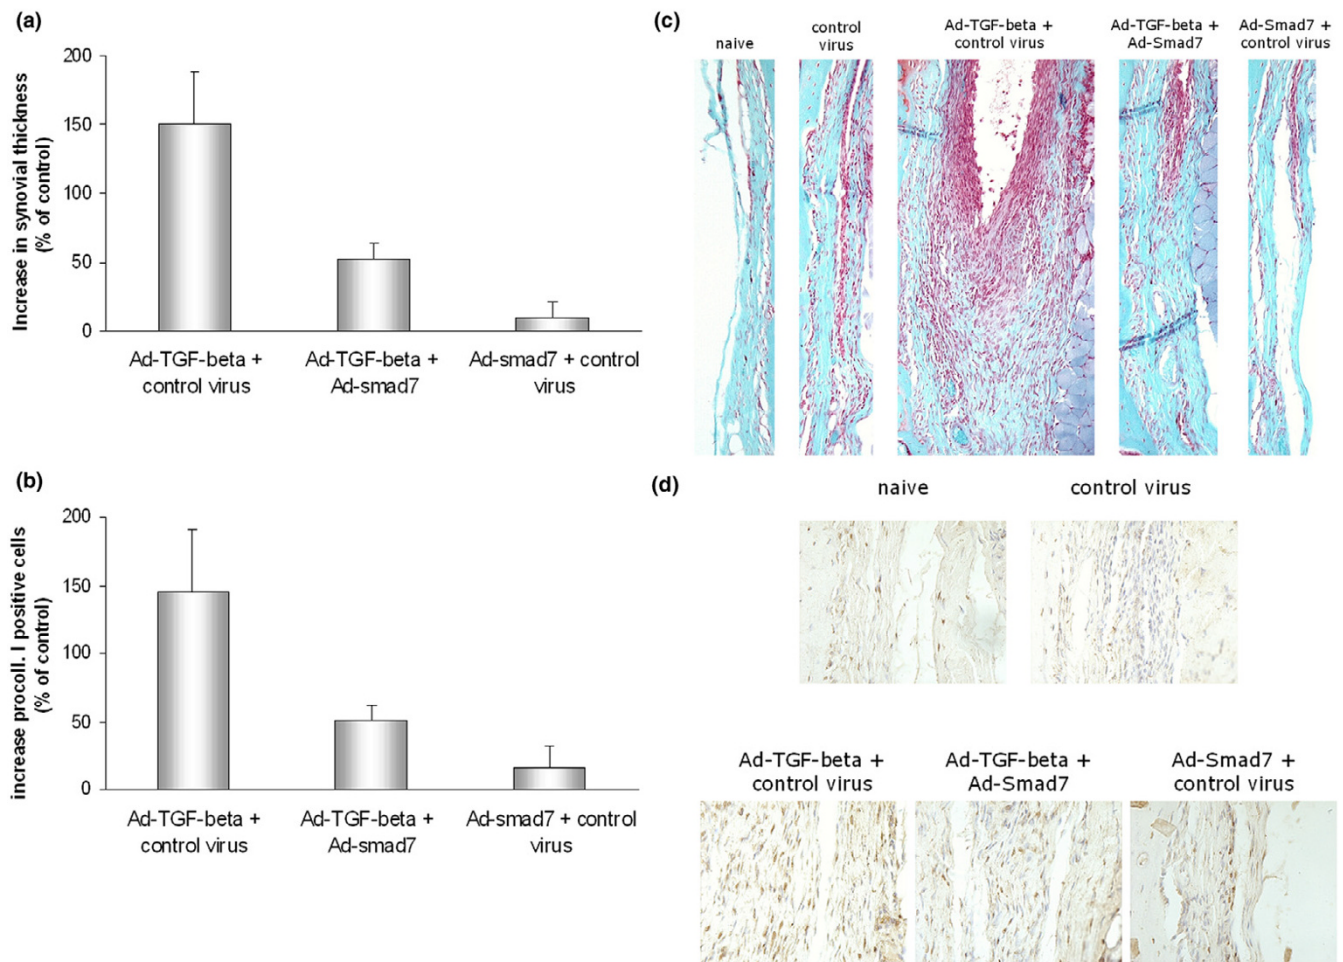 (a)
Increase in synovial thickness
(% of control)
200
150
100
50
0
Ad-TGF-beta +
control virus
Ad-TGF-beta +
Ad-smad7
Ad-smad7 + control
virus
(b)
increase procoll. I positive cells
(% of control)
200
150
100
50
0
Ad-TGF-beta +
control virus
Ad-TGF-beta +
Ad-smad7
Ad-smad7 + control
virus
(c)
naive
control
virus
Ad-TGF-beta +
control virus
Ad-TGF-beta +
Ad-Smad7
Ad-Smad7 +
control virus
(d)
naive
control virus
Ad-TGF-beta +
control virus
Ad-TGF-beta +
Ad-Smad7
Ad-Smad7 +
control virus